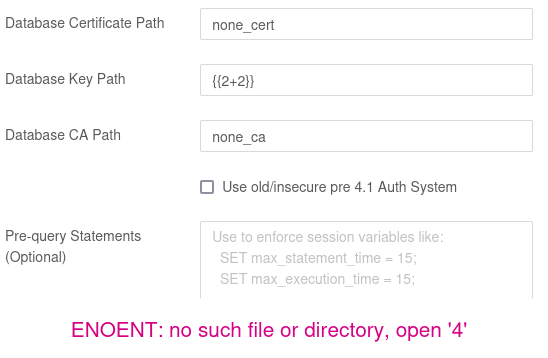 Database Certificate Path
none_cert
Database Key Path
{{2+2}}
Database CA Path
none_ca
Use old/insecure pre 4.1 Auth System
Pre-query Statements
(Optional)
Use to enforce session variables like:
SET max_statement_time = 15;
SET max_execution_time = 15;
ENOENT: no such file or directory, open '4'